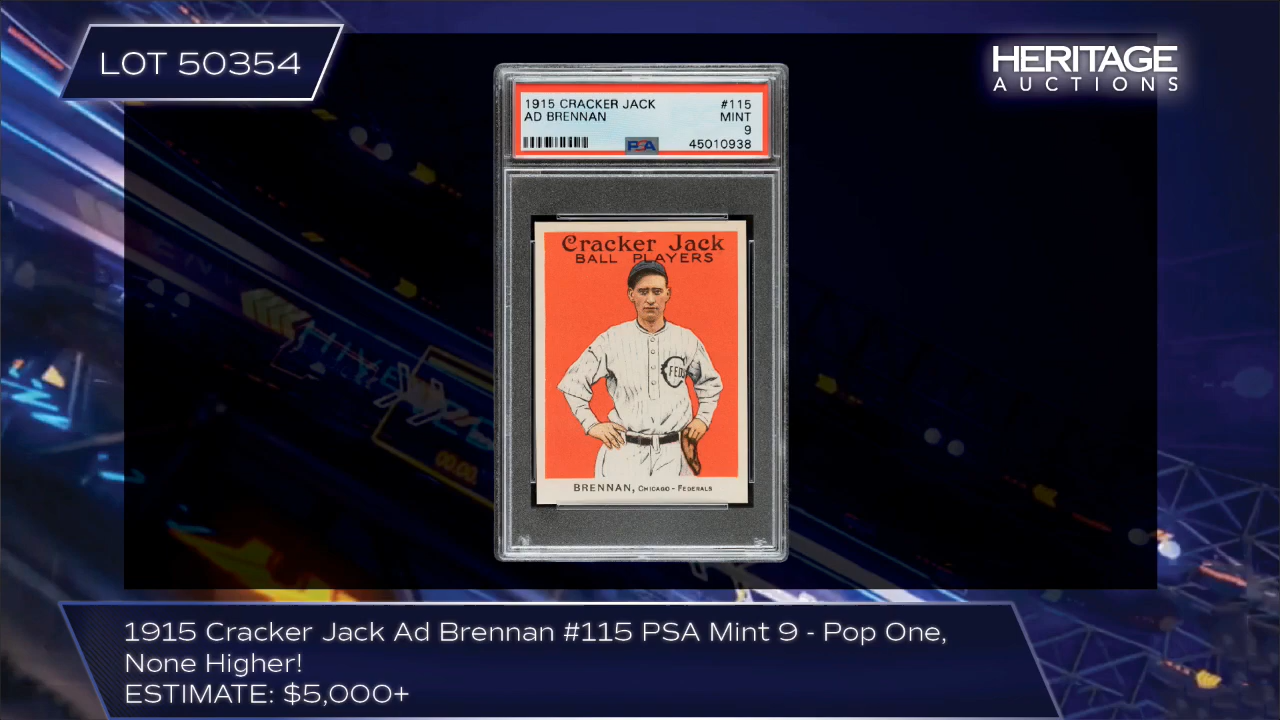 LOT 50354
HERITAGE
AUCTIONS
1915 CRACKER JACK #115
AD BRENNAN MINT
9
PSA 45010938
Cracker Jack
BALL PLAYERS
FEDS
BRENNAN, CHICAGO - FEDERALS
1915 Cracker Jack Ad Brennan #115 PSA Mint 9 - Pop One,
None Higher!
ESTIMATE: $5,000+